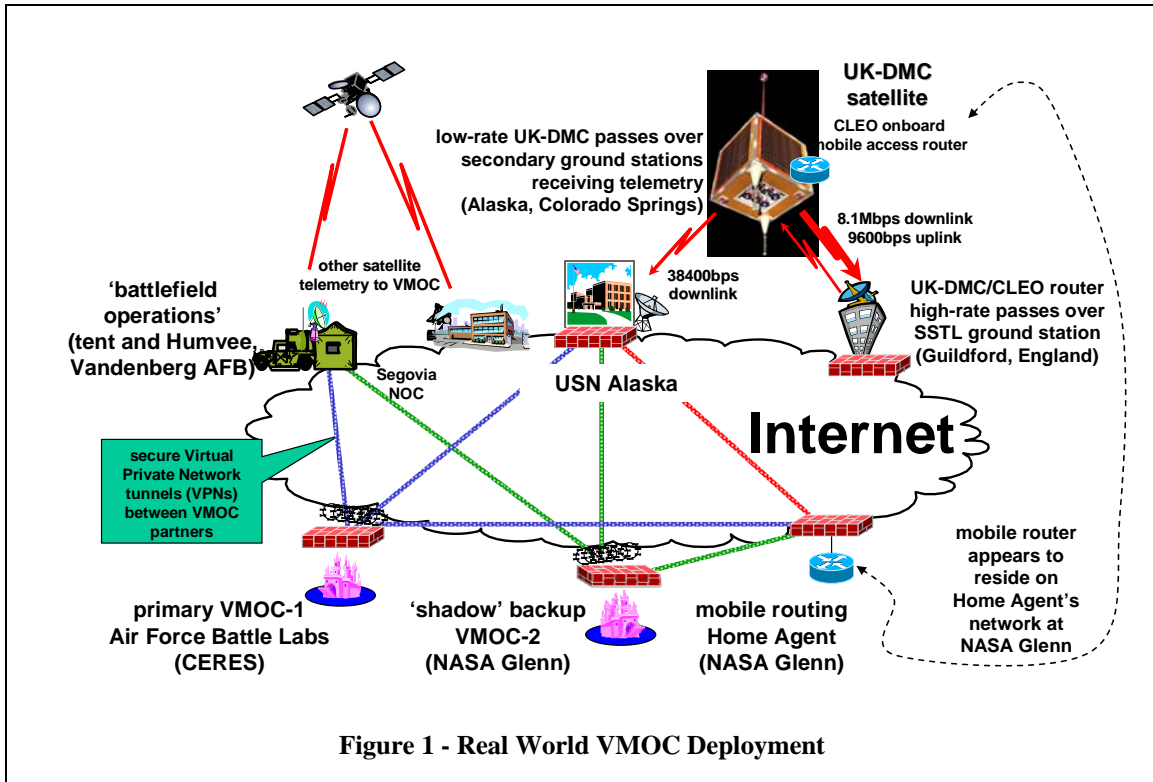 UK-DMC
satellite
CLEO onboard
mobile access router
low-rate UK-DMC passes over
secondary ground stations
receiving telemetry
(Alaska, Colorado Springs)
8.1Mbps downlink
9600bps uplink
other satellite
telemetry to VMOC
38400bps
downlink
‘battlefield
operations’
(tent and Humvee,
Vandenberg AFB)
UK-DMC/CLEO router
high-rate passes over
SSTL ground station
(Guildford, England)
Segovia
NOC
USN Alaska
Internet
secure Virtual
Private Network
tunnels (VPNs)
between VMOC
partners
mobile router
appears to
reside on
Home Agent’s
network at
NASA Glenn
primary VMOC-1
Air Force Battle Labs
(CERES)
‘shadow’ backup
VMOC-2
(NASA Glenn)
mobile routing
Home Agent
(NASA Glenn)
Figure 1 - Real World VMOC Deployment